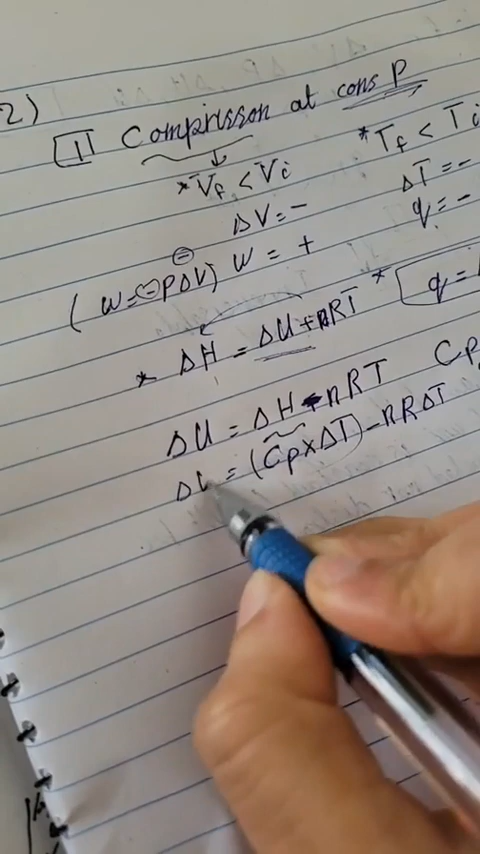 2)
[1] Comprisson at cons P
* Vf < Vi
* Tf < Ti
ΔV = -
ΔT = -
(W = ⊖PΔV) W = +
q = -
* ΔH = ΔU + nRT * q =
ΔU = ΔH - nRT Cp
ΔU = (Cp×ΔT) - nRΔT